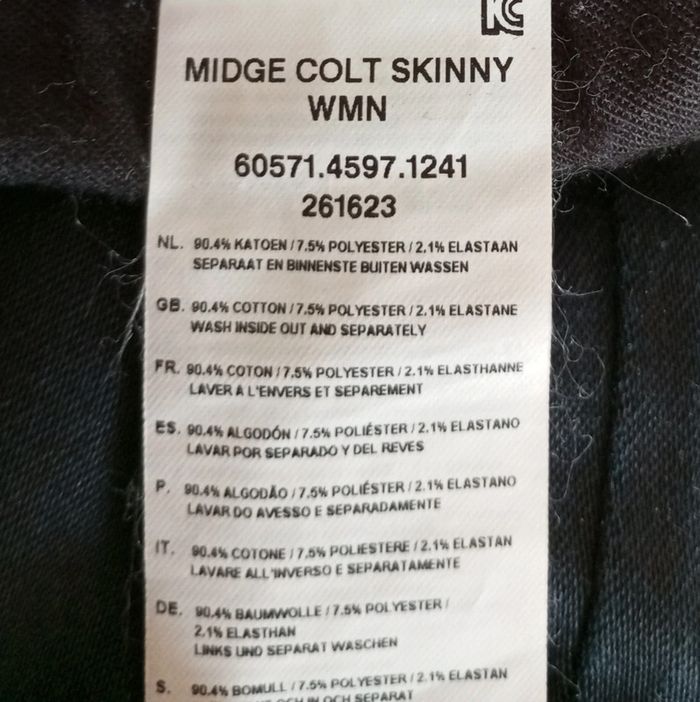 KC
MIDGE COLT SKINNY
WMN
60571.4597.1241
261623
NL. 90.4% KATOEN / 7.5% POLYESTER / 2.1% ELASTAAN
SEPARAAT EN BINNENSTE BUITEN WASSEN
GB. 90.4% COTTON / 7.5% POLYESTER / 2.1% ELASTANE
WASH INSIDE OUT AND SEPARATELY
FR. 90.4% COTON / 7.5% POLYESTER / 2.1% ELASTHANNE
LAVER A L'ENVERS ET SEPAREMENT
ES. 90.4% ALGODÓN / 7.5% POLIÉSTER / 2.1% ELASTANO
LAVAR POR SEPARADO Y DEL REVES
P. 90.4% ALGODÃO / 7.5% POLIÉSTER / 2.1% ELASTANO
LAVAR DO AVESSO E SEPARADAMENTE
IT. 90.4% COTONE / 7.5% POLIESTERE / 2.1% ELASTAN
LAVARE ALL'INVERSO E SEPARATAMENTE
DE. 90.4% BAUMWOLLE / 7.5% POLYESTER /
2.1% ELASTHAN
LINKS UND SEPARAT WASCHEN
S. 90.4% BOMULL / 7.5% POLYESTER / 2.1% ELASTAN
OCH IN OCH SEPARAT